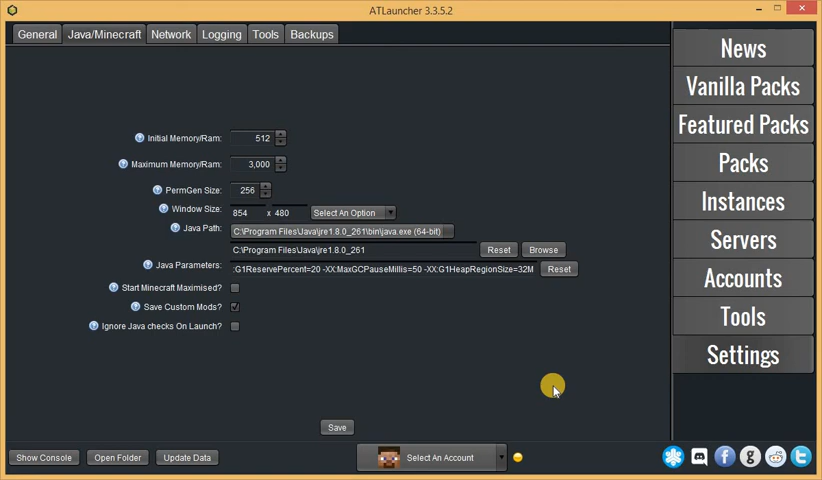 ATLauncher 3.3.5.2
General Java/Minecraft Network Logging Tools Backups
News
Vanilla Packs
Featured Packs
Packs
Instances
Servers
Accounts
Tools
Settings
Initial Memory/Ram: 512
Maximum Memory/Ram: 3,000
PermGen Size: 256
Window Size: 854 x 480 Select An Option
Java Path: C:\Program Files\Java\jre1.8.0_261\bin\java.exe (64-bit)
C:\Program Files\Java\jre1.8.0_261 Reset Browse
Java Parameters: :G1ReservePercent=20 -XX:MaxGCPauseMillis=50 -XX:G1HeapRegionSize=32M Reset
Start Minecraft Maximised?
Save Custom Mods?
Ignore Java checks On Launch?
Save
Show Console Open Folder Update Data Select An Account